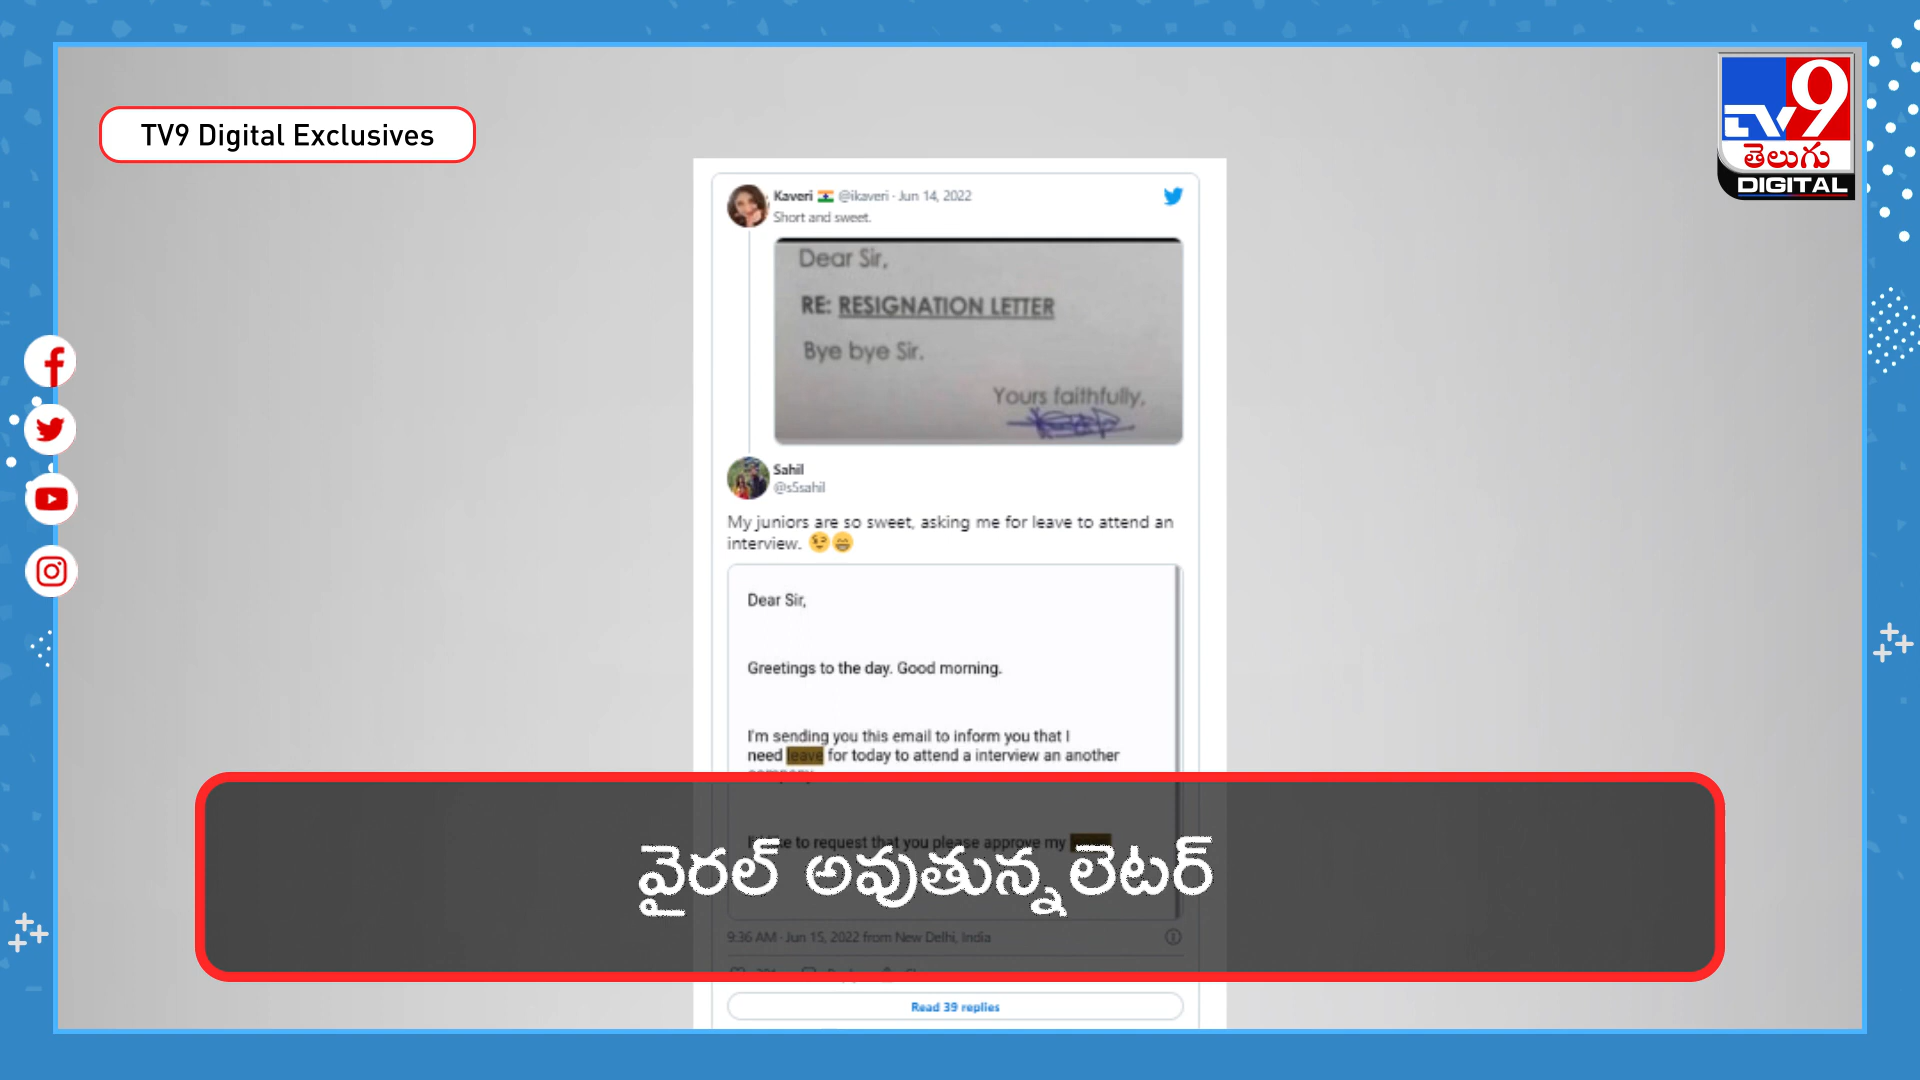 TV9 Digital Exclusives
TV9
తెలుగు
DIGITAL
Kaveri @ikaveri · Jun 14, 2022
Short and sweet.
Dear Sir,
RE: RESIGNATION LETTER
Bye bye Sir.
Yours faithfully,
Sahil
@s5sahil
My juniors are so sweet, asking me for leave to attend an
interview.
Dear Sir,
Greetings to the day. Good morning.
I'm sending you this email to inform you that I
need leave for today to attend a interview an another
to request that you please approve my
వైరల్ అవుతున్న లెటర్
9:36 AM · Jun 15, 2022 from New Delhi, India
Read 39 replies